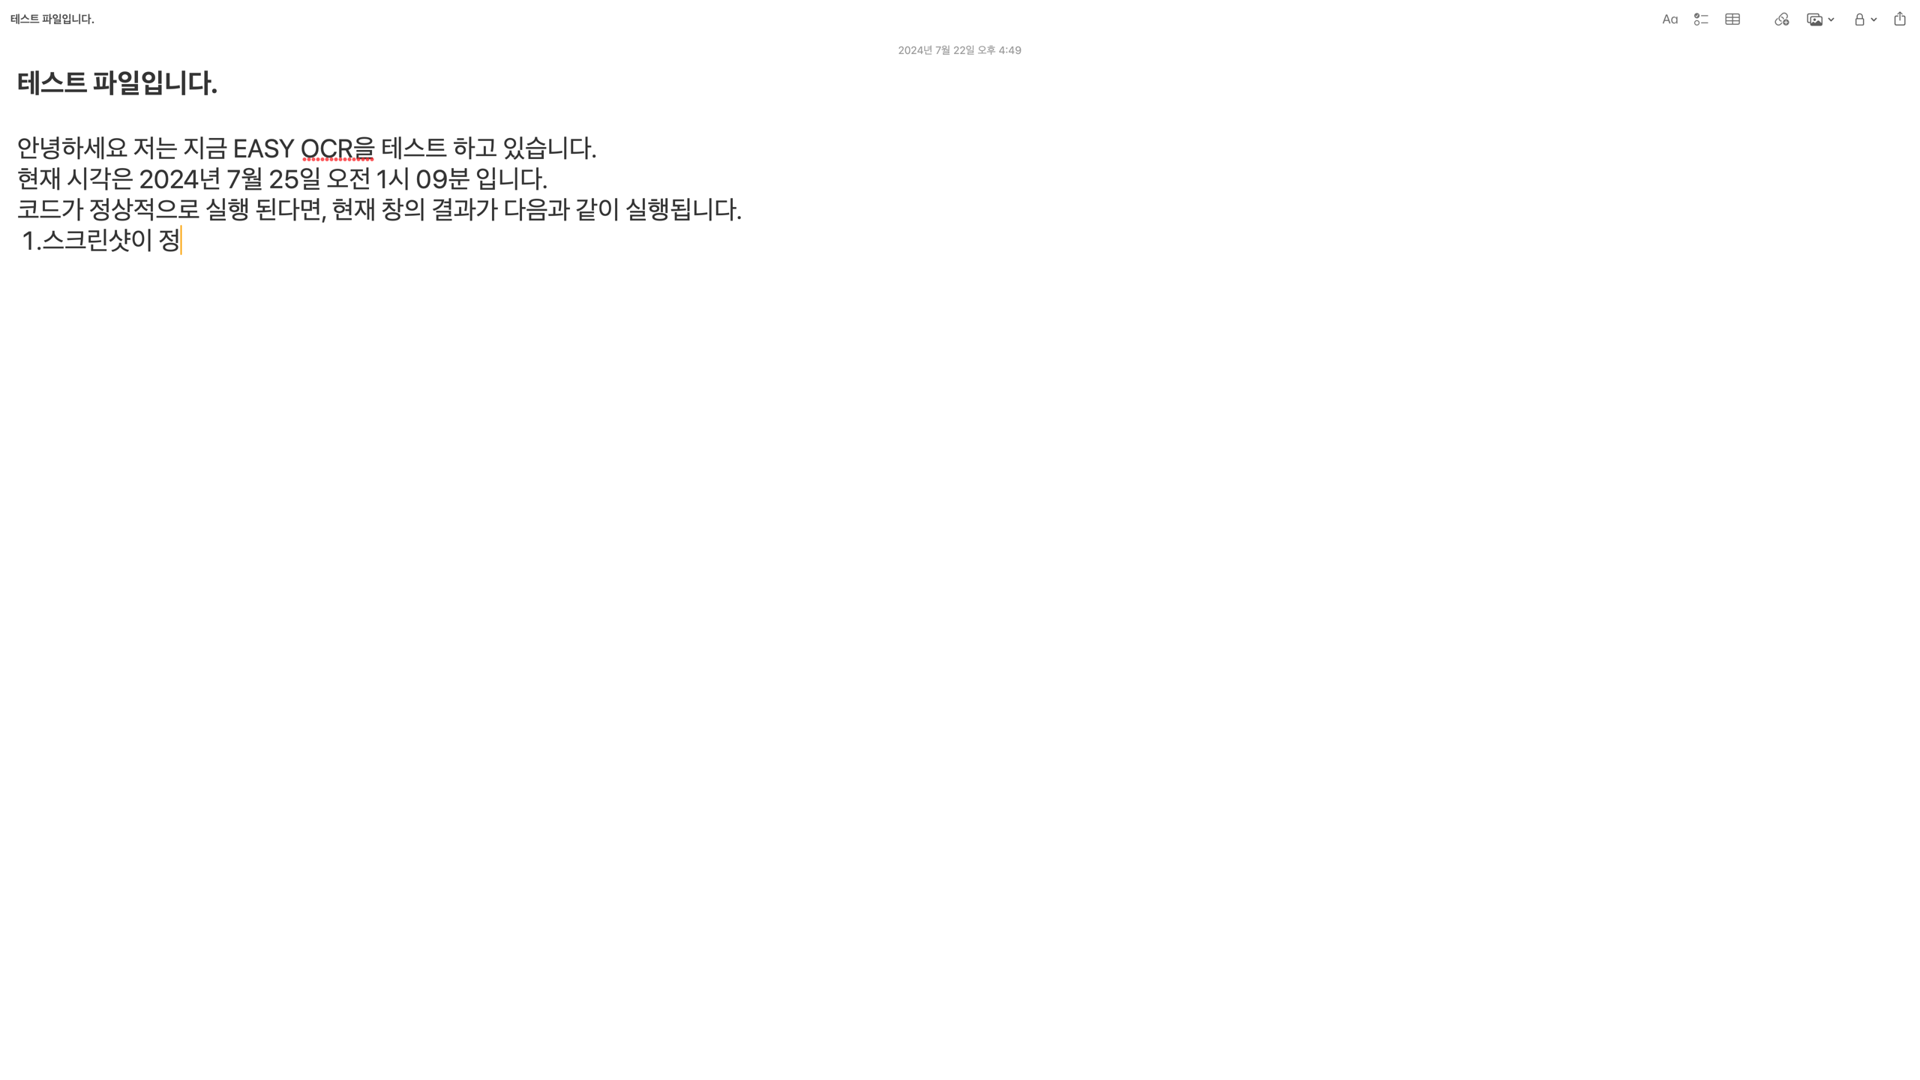 테스트 파일입니다.
Aa
2024년 7월 22일 오후 4:49
테스트 파일입니다.
안녕하세요 저는 지금 EASY OCR을 테스트 하고 있습니다.
현재 시각은 2024년 7월 25일 오전 1시 09분 입니다.
코드가 정상적으로 실행 된다면, 현재 창의 결과가 다음과 같이 실행됩니다.
1.스크린샷이 정